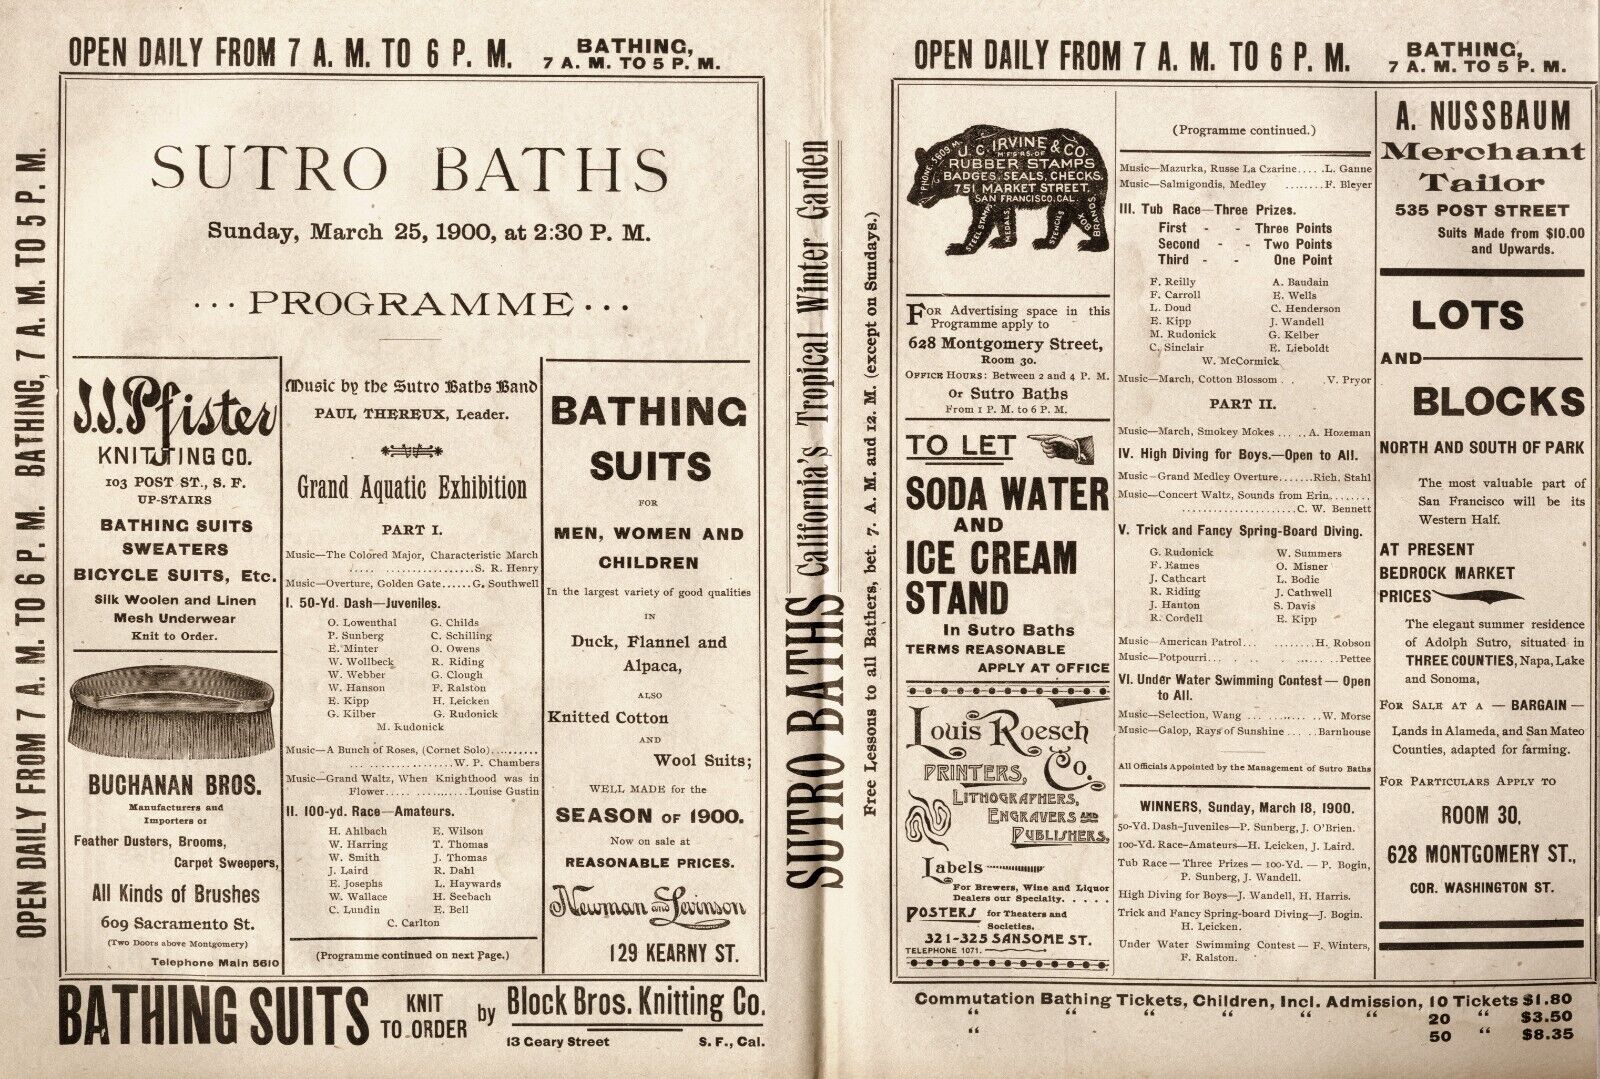 OPEN DAILY FROM 7 A. M. TO 6 P. M.
BATHING,
7 A. M. TO 5 P. M.
OPEN DAILY FROM 7 A. M. TO 6 P. M. BATHING, 7 A. M. TO 5 P. M.
SUTRO BATHS
Sunday, March 25, 1900, at 2:30 P. M.
... PROGRAMME ...
J. J. Pfister
KNITTING CO.
103 POST ST., S. F.
UP-STAIRS
BATHING SUITS
SWEATERS
BICYCLE SUITS, Etc.
Silk Woolen and Linen
Mesh Underwear
Knit to Order.
BUCHANAN BROS.
Manufacturers and
Importers of
Feather Dusters, Brooms,
Carpet Sweepers,
All Kinds of Brushes
609 Sacramento St.
(Two Doors above Montgomery)
Telephone Main 5610
Music by the Sutro Baths Band
PAUL THEREUX, Leader.
Grand Aquatic Exhibition
PART I.
Music—The Colored Major, Characteristic March
..... ................S. R. Henry
Music—Overture, Golden Gate......G. Southwell
I. 50-Yd. Dash—Juveniles.
O. Lowenthal G. Childs
P. Sunberg C. Schilling
E. Minter O. Owens
W. Wollbeck R. Riding
W. Webber G. Clough
W. Hanson F. Ralston
E. Kipp H. Leicken
G. Kilber G. Rudonick
M. Rudonick
Music—A Bunch of Roses, (Cornet Solo)..........
...................W. P. Chambers
Music—Grand Waltz, When Knighthood was in
Flower..... ...........Louise Gustin
II. 100-yd. Race—Amateurs.
H. Ahlbach E. Wilson
W. Harring T. Thomas
W. Smith J. Thomas
J. Laird R. Dahl
E. Josephs L. Haywards
W. Wallace H. Seebach
C. Lundin E. Bell
C. Carlton
(Programme continued on next Page.)
BATHING
SUITS
FOR
MEN, WOMEN AND
CHILDREN
In the largest variety of good qualities
IN
Duck, Flannel and
Alpaca,
ALSO
Knitted Cotton
AND
Wool Suits;
WELL MADE for the
SEASON OF 1900.
Now on sale at
REASONABLE PRICES.
Newman and Levinson
129 KEARNY ST.
BATHING SUITS KNIT TO ORDER by Block Bros. Knitting Co.
13 Geary Street S. F., Cal.
SUTRO BATHS California's Tropical Winter Garden
Free Lessons to all Bathers, bet. 7. A. M. and 12. M. (except on Sundays.)
OPEN DAILY FROM 7 A. M. TO 6 P. M.
BATHING,
7 A. M. TO 5 P. M.
PHONE 5609 M.
J. C. IRVINE & CO.
M'F'RS. OF
RUBBER STAMPS
BADGES, SEALS, CHECKS.
751 MARKET STREET.
SAN FRANCISCO, CAL.
STEEL STAMPS
MEDALS
STENCILS
BOX BRANDS.
FOR Advertising space in this
Programme apply to
628 Montgomery Street,
Room 30.
OFFICE HOURS: Between 2 and 4 P. M.
Or Sutro Baths
From 1 P. M. to 6 P. M.
TO LET
SODA WATER
AND
ICE CREAM
STAND
In Sutro Baths
TERMS REASONABLE
APPLY AT OFFICE
Louis Roesch
Co.
PRINTERS,
LITHOGRAPHERS,
ENGRAVERS AND
PUBLISHERS,
Labels
For Brewers, Wine and Liquor
Dealers our Specialty. . . . .
POSTERS for Theaters and
Societies.
321-325 SANSOME ST.
TELEPHONE 1071.
(Programme continued.)
Music—Mazurka, Russe La Czarine.....L. Ganne
Music—Salmigondis, Medley ........F. Bleyer
III. Tub Race—Three Prizes.
First - - Three Points
Second - - Two Points
Third - - One Point
F. Reilly A. Baudain
F. Carroll E. Wells
L. Doud C. Henderson
E. Kipp J. Wandell
M. Rudonick G. Kelber
C. Sinclair E. Lieboldt
W. McCormick
Music—March, Cotton Blossom . . .V. Pryor
PART II.
Music—March, Smokey Mokes ... .. A. Hozeman
IV. High Diving for Boys.—Open to All.
Music—Grand Medley Overture.......Rich. Stahl
Music—Concert Waltz, Sounds from Erin........
.......................C. W. Bennett
V. Trick and Fancy Spring-Board Diving.
G. Rudonick W. Summers
F. Eames O. Misner
J. Cathcart L. Bodie
R. Riding J. Cathwell
J. Hanton S. Davis
R. Cordell E. Kipp
Music—American Patrol... ...........H. Robson
Music—Potpourri... . .. ......Pettee
VI. Under Water Swimming Contest — Open
to All.
Music—Selection, Wang ... ... .....W. Morse
Music—Galop, Rays of Sunshine .....Barnhouse
All Officials Appointed by the Management of Sutro Baths
WINNERS, Sunday, March 18, 1900.
50-Yd. Dash-Juveniles—P. Sunberg, J. O'Brien.
100-Yd. Race-Amateurs—H. Leicken, J. Laird.
Tub Race — Three Prizes — 100-Yd. — P. Bogin,
P. Sunberg, J. Wandell.
High Diving for Boys—J. Wandell, H. Harris.
Trick and Fancy Spring-board Diving—J. Bogin.
H. Leicken.
Under Water Swimming Contest — F. Winters,
F. Ralston.
A. NUSSBAUM
Merchant
Tailor
535 POST STREET
Suits Made from $10.00
and Upwards.
LOTS
AND
BLOCKS
NORTH AND SOUTH OF PARK
The most valuable part of
San Francisco will be its
Western Half.
AT PRESENT
BEDROCK MARKET
PRICES
The elegant summer residence
of Adolph Sutro, situated in
THREE COUNTIES, Napa, Lake
and Sonoma,
FOR SALE AT A — BARGAIN —
Lands in Alameda, and San Mateo
Counties, adapted for farming.
FOR PARTICULARS APPLY TO
ROOM 30,
628 MONTGOMERY ST.,
COR. WASHINGTON ST.
Commutation Bathing Tickets, Children, Incl. Admission, 10 Tickets $1.80
“ “ “ “ “ “ 20 “ $3.50
“ 50 “ $8.35